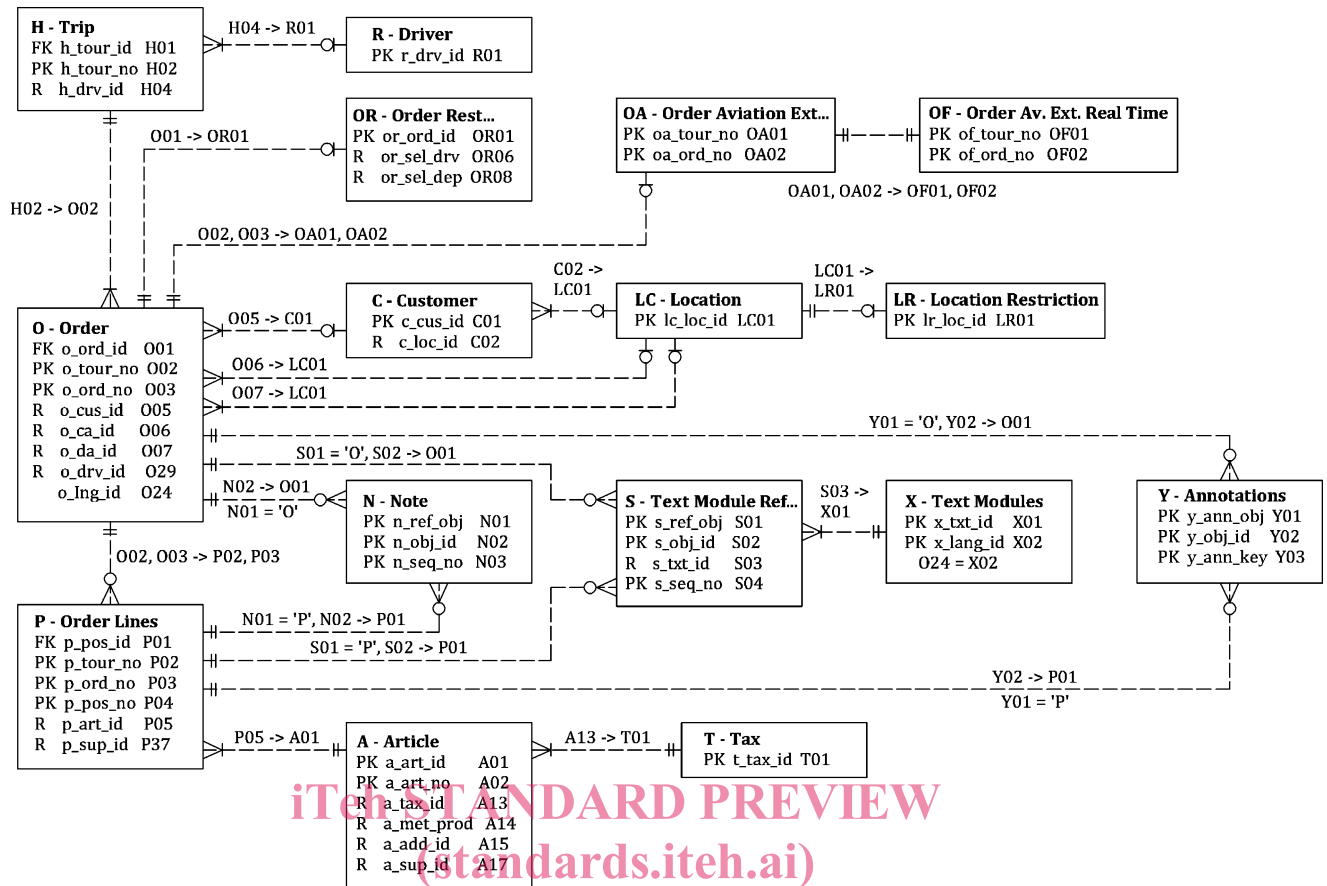 H - Trip
FK h_tour_id H01
PK h_tour_no H02
R h_drv_id H04
H04 -> R01
R - Driver
PK r_drv_id R01
O01 -> OR01
OR - Order Rest...
PK or_ord_id OR01
R or_sel_drv OR06
R or_sel_dep OR08
OA - Order Aviation Ext...
PK oa_tour_no OA01
PK oa_ord_no OA02
OF - Order Av. Ext. Real Time
PK of_tour_no OF01
PK of_ord_no OF02
OA01, OA02 -> OF01, OF02
H02 -> O02
O02, O03 -> OA01, OA02
O - Order
FK o_ord_id O01
PK o_tour_no O02
PK o_ord_no O03
R o_cus_id O05
R o_ca_id O06
R o_da_id O07
R o_drv_id O29
o_lng_id O24
O05 -> C01
C - Customer
PK c_cus_id C01
R c_loc_id C02
C02 ->
LC01
LC - Location
PK lc_loc_id LC01
LC01 ->
LR01
LR - Location Restriction
PK lr_loc_id LR01
O06 -> LC01
O07 -> LC01
Y01 = 'O', Y02 -> O01
S01 = 'O', S02 -> O01
N02 -> O01
N01 = 'O'
N - Note
PK n_ref_obj N01
PK n_obj_id N02
PK n_seq_no N03
S - Text Module Ref...
PK s_ref_obj S01
PK s_obj_id S02
R s_txt_id S03
PK s_seq_no S04
S03 ->
X01
X - Text Modules
PK x_txt_id X01
PK x_lang_id X02
O24 = X02
Y - Annotations
PK y_ann_obj Y01
PK y_obj_id Y02
PK y_ann_key Y03
O02, O03 -> P02, P03
P - Order Lines
FK p_pos_id P01
PK p_tour_no P02
PK p_ord_no P03
PK p_pos_no P04
R p_art_id P05
R p_sup_id P37
N01 = 'P', N02 -> P01
S01 = 'P', S02 -> P01
Y02 -> P01
Y01 = 'P'
P05 -> A01
A - Article
PK a_art_id A01
PK a_art_no A02
R a_tax_id A13
R a_met_prod A14
R a_add_id A15
R a_sup_id A17
A13 -> T01
T - Tax
PK t_tax_id T01
iTeh STANDARD PREVIEW
(standards.iteh.ai)